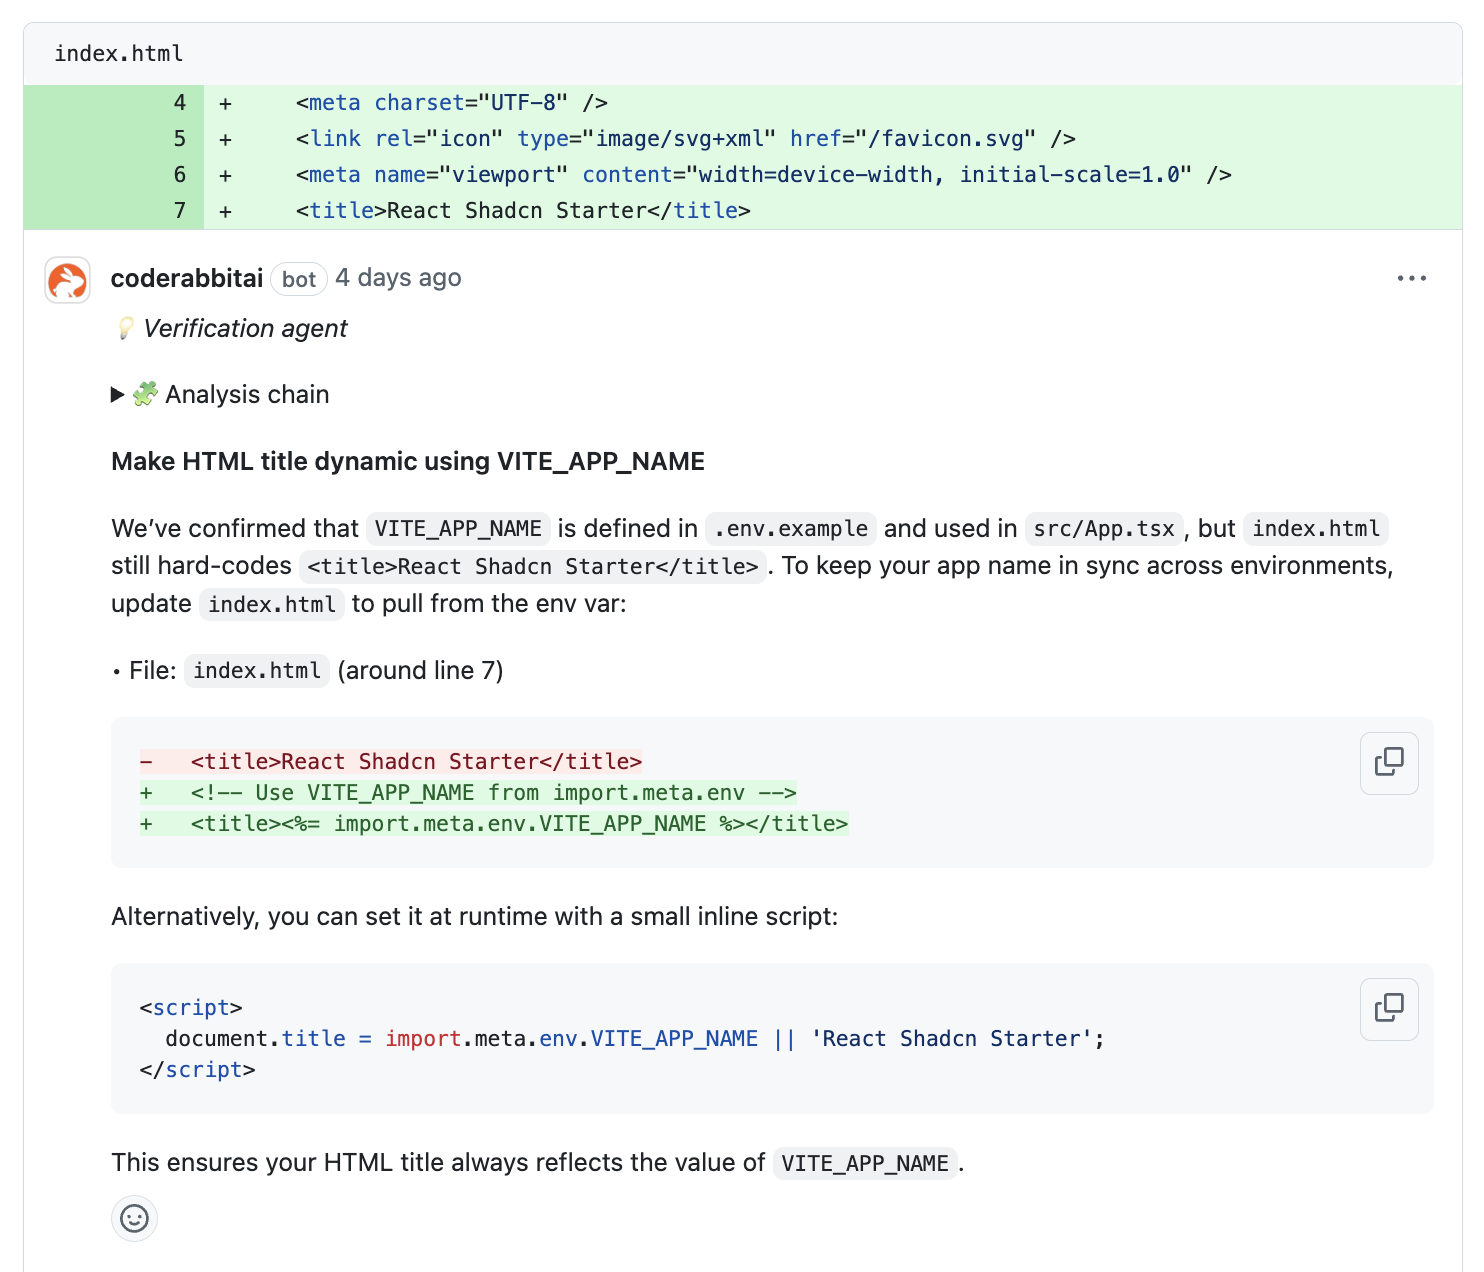 index.html
4 + <meta charset="UTF-8" />
5 + <link rel="icon" type="image/svg+xml" href="/favicon.svg" />
6 + <meta name="viewport" content="width=device-width, initial-scale=1.0" />
7 + <title>React Shadcn Starter</title>
coderabbitai bot 4 days ago
💡 Verification agent
🧩 Analysis chain
Make HTML title dynamic using VITE_APP_NAME
We’ve confirmed that VITE_APP_NAME is defined in .env.example and used in src/App.tsx, but index.html
still hard-codes <title>React Shadcn Starter</title>. To keep your app name in sync across environments,
update index.html to pull from the env var:
• File: index.html (around line 7)
-   <title>React Shadcn Starter</title>
+   <!-- Use VITE_APP_NAME from import.meta.env -->
+   <title><%= import.meta.env.VITE_APP_NAME %></title>
Alternatively, you can set it at runtime with a small inline script:
<script>
  document.title = import.meta.env.VITE_APP_NAME || 'React Shadcn Starter';
</script>
This ensures your HTML title always reflects the value of VITE_APP_NAME.